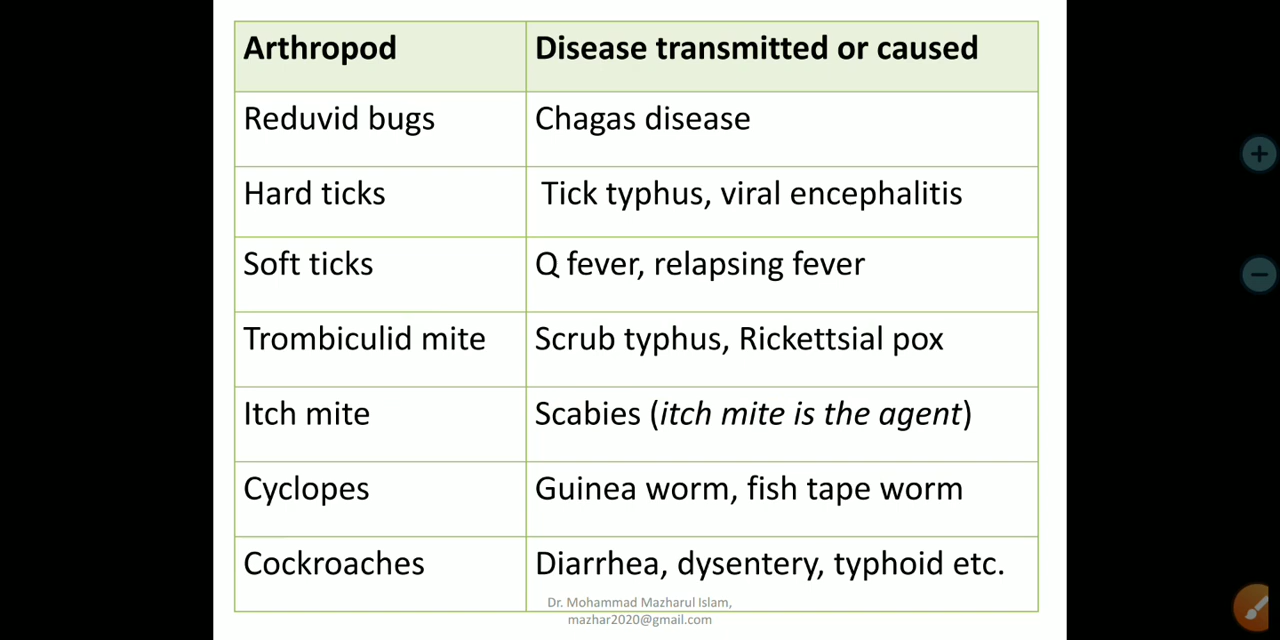 Arthropod Disease transmitted or caused
Reduvid bugs Chagas disease
Hard ticks Tick typhus, viral encephalitis
Soft ticks Q fever, relapsing fever
Trombiculid mite Scrub typhus, Rickettsial pox
Itch mite Scabies (itch mite is the agent)
Cyclopes Guinea worm, fish tape worm
Cockroaches Diarrhea, dysentery, typhoid etc.
Dr. Mohammad Mazharul Islam,
mazhar2020@gmail.com